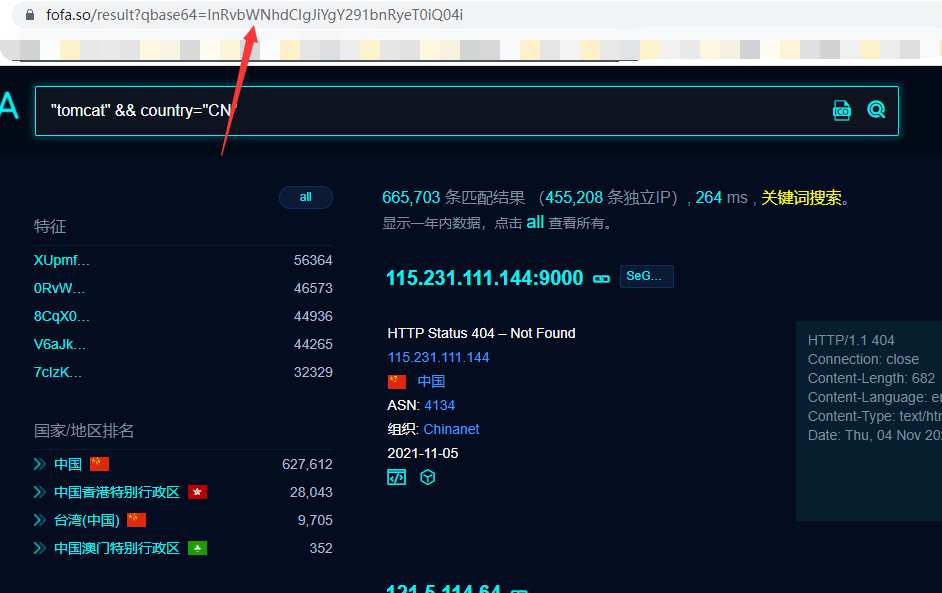 fofa.so/result?qbase64=InRvbWNhdCIgJiYgY291bnRyeT0iQ04i
A
"tomcat" && country="CN"
ICO
all
665,703 条匹配结果 （455,208 条独立IP）, 264 ms , 关键词搜索。
显示一年内数据，点击 all 查看所有。
特征
XUpmf... 56364
0RvW... 46573
8CqX0... 44936
V6aJk... 44265
7cIzK... 32329
国家/地区排名
中国 627,612
中国香港特别行政区 28,043
台湾(中国) 9,705
中国澳门特别行政区 352
115.231.111.144:9000 SeG...
HTTP Status 404 – Not Found
115.231.111.144
中国
ASN: 4134
组织: Chinanet
2021-11-05
HTTP/1.1 404
Connection: close
Content-Length: 682
Content-Language: e
Content-Type: text/ht
Date: Thu, 04 Nov 20
121.5.114.64